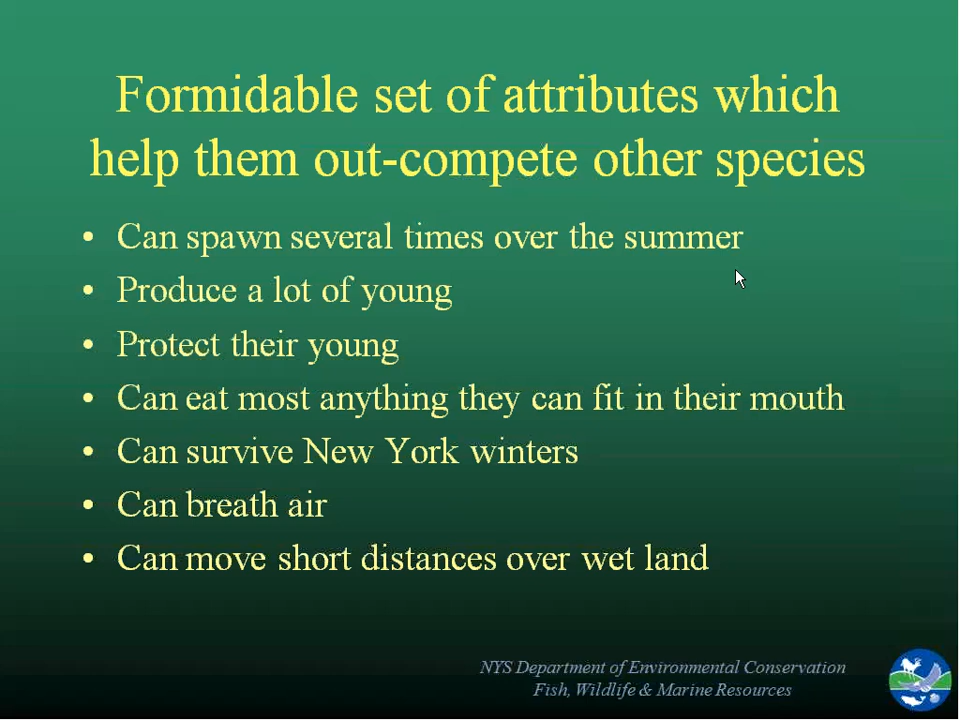 Formidable set of attributes which
help them out-compete other species
• Can spawn several times over the summer
• Produce a lot of young
• Protect their young
• Can eat most anything they can fit in their mouth
• Can survive New York winters
• Can breath air
• Can move short distances over wet land
NYS Department of Environmental Conservation
Fish, Wildlife & Marine Resources